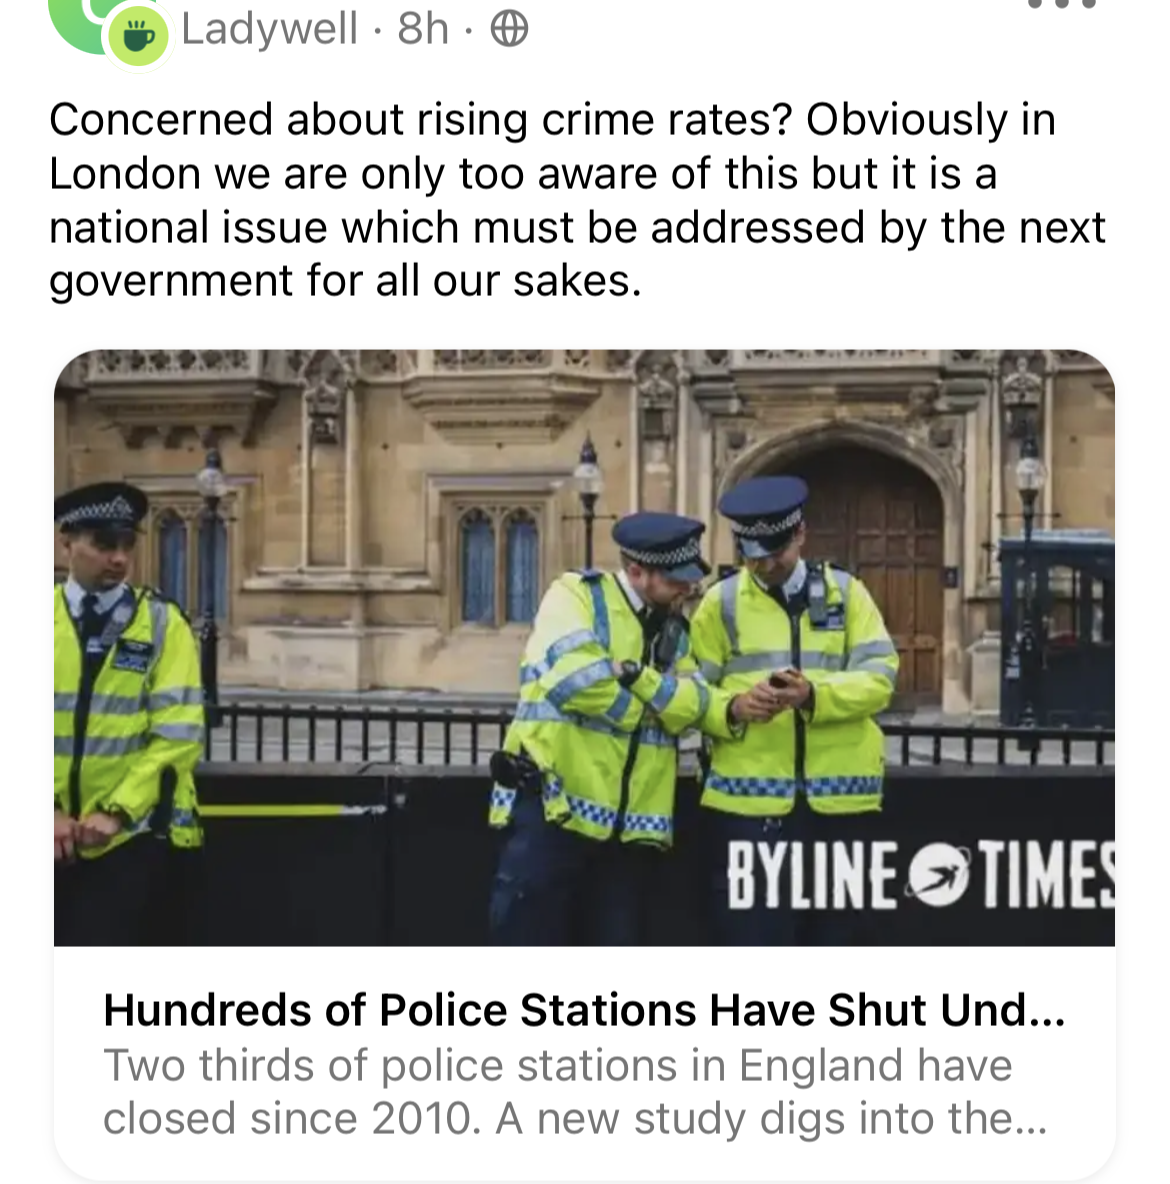 Ladywell · 8h ·
Concerned about rising crime rates? Obviously in
London we are only too aware of this but it is a
national issue which must be addressed by the next
government for all our sakes.
BYLINE TIMES
Hundreds of Police Stations Have Shut Und...
Two thirds of police stations in England have
closed since 2010. A new study digs into the...